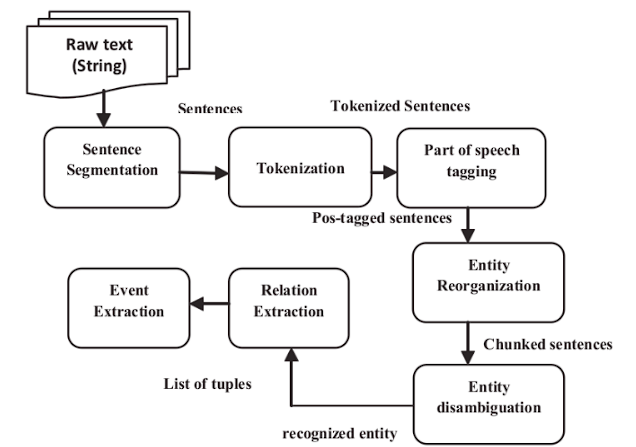 Raw text
(String)
Sentences
Tokenized Sentences
Sentence
Segmentation
Tokenization
Part of speech
tagging
Pos-tagged sentences
Entity
Reorganization
Event
Extraction
Relation
Extraction
Chunked sentences
List of tuples
Entity
disambiguation
recognized entity